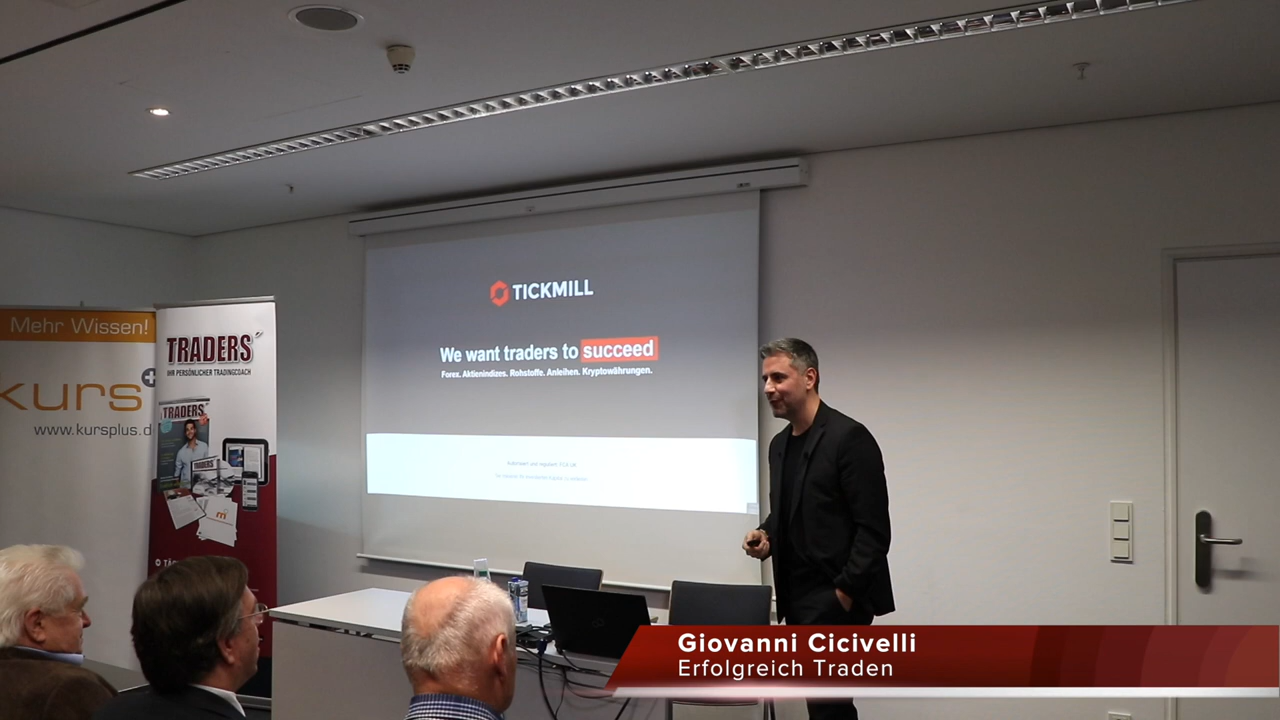 Mehr Wissen!
kurs+
www.kursplus.d
TRADERS´
IHR PERSÖNLICHER TRADINGCOACH
TRADERS´
TICKMILL
We want traders to succeed
Forex. Aktienindizes. Rohstoffe. Anleihen. Kryptowährungen.
Giovanni Cicivelli
Erfolgreich Traden